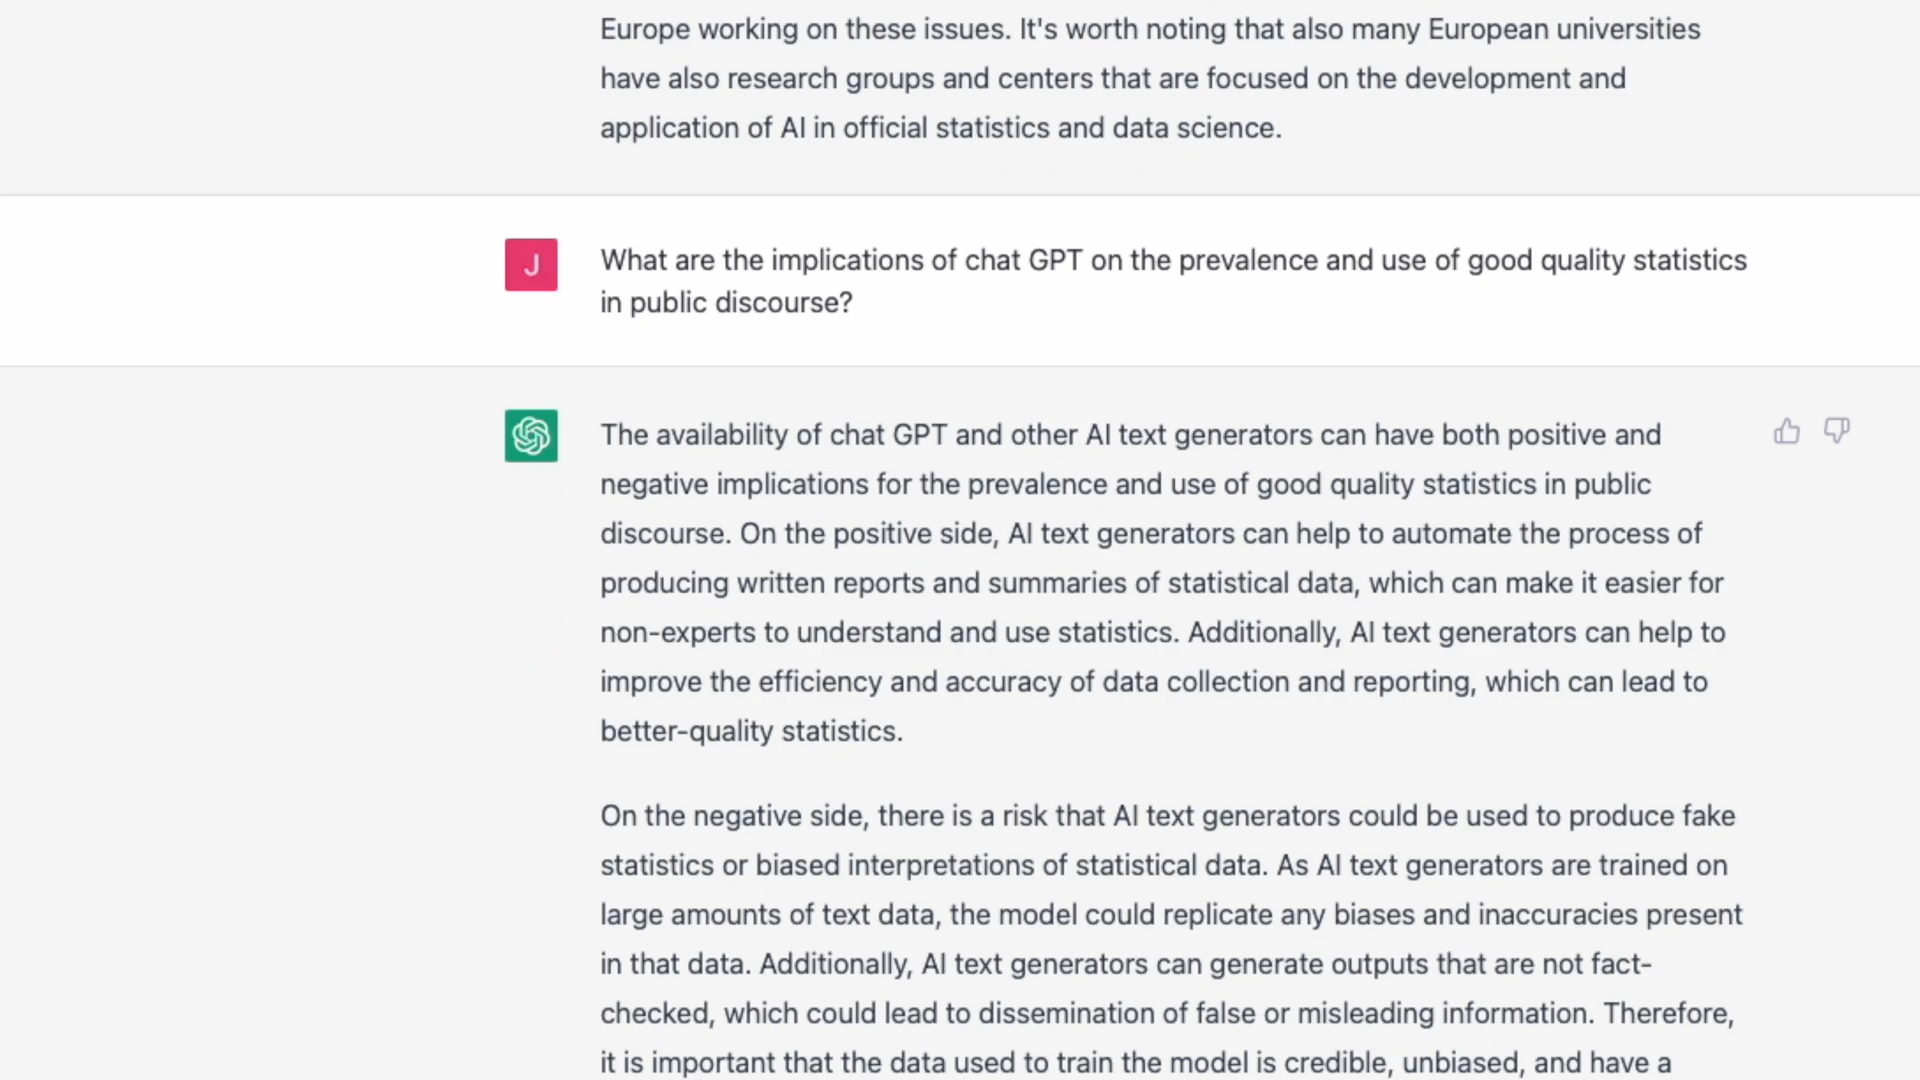 Europe working on these issues. It's worth noting that also many European universities
have also research groups and centers that are focused on the development and
application of AI in official statistics and data science.
J
What are the implications of chat GPT on the prevalence and use of good quality statistics
in public discourse?
The availability of chat GPT and other AI text generators can have both positive and
negative implications for the prevalence and use of good quality statistics in public
discourse. On the positive side, AI text generators can help to automate the process of
producing written reports and summaries of statistical data, which can make it easier for
non-experts to understand and use statistics. Additionally, AI text generators can help to
improve the efficiency and accuracy of data collection and reporting, which can lead to
better-quality statistics.
On the negative side, there is a risk that AI text generators could be used to produce fake
statistics or biased interpretations of statistical data. As AI text generators are trained on
large amounts of text data, the model could replicate any biases and inaccuracies present
in that data. Additionally, AI text generators can generate outputs that are not fact-
checked, which could lead to dissemination of false or misleading information. Therefore,
it is important that the data used to train the model is credible, unbiased, and have a